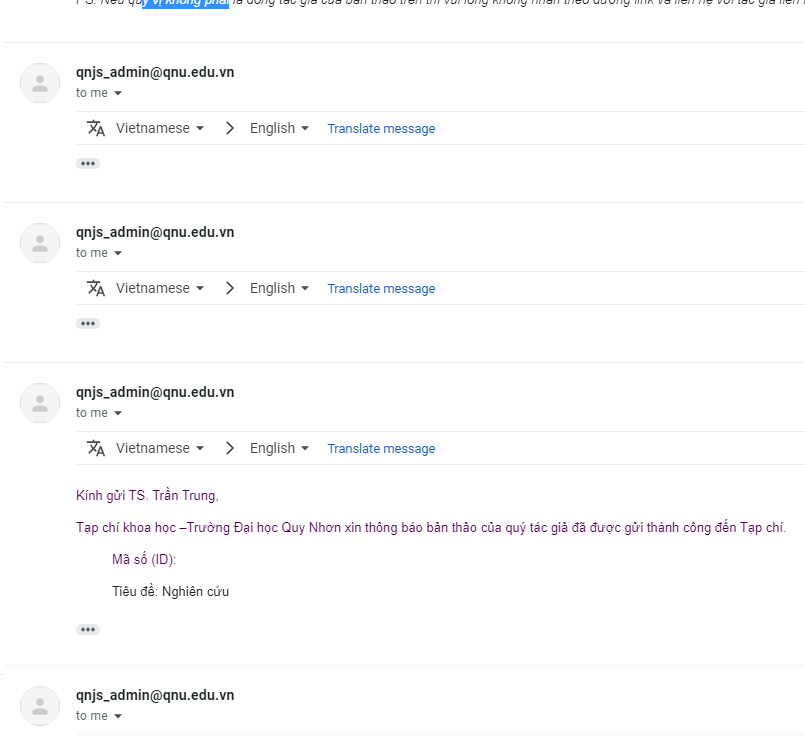 P.S. Nếu quý vị không phải là đồng tác giả của bản thảo trên thì vui lòng không nhấn theo đường link và liên hệ với tác giả liên
qnjs_admin@qnu.edu.vn
to me
Vietnamese > English Translate message
•••
qnjs_admin@qnu.edu.vn
to me
Vietnamese > English Translate message
•••
qnjs_admin@qnu.edu.vn
to me
Vietnamese > English Translate message
Kính gửi TS. Trần Trung,
Tạp chí khoa học –Trường Đại học Quy Nhơn xin thông báo bản thảo của quý tác giả đã được gửi thành công đến Tạp chí.
Mã số (ID):
Tiêu đề: Nghiên cứu
•••
qnjs_admin@qnu.edu.vn
to me